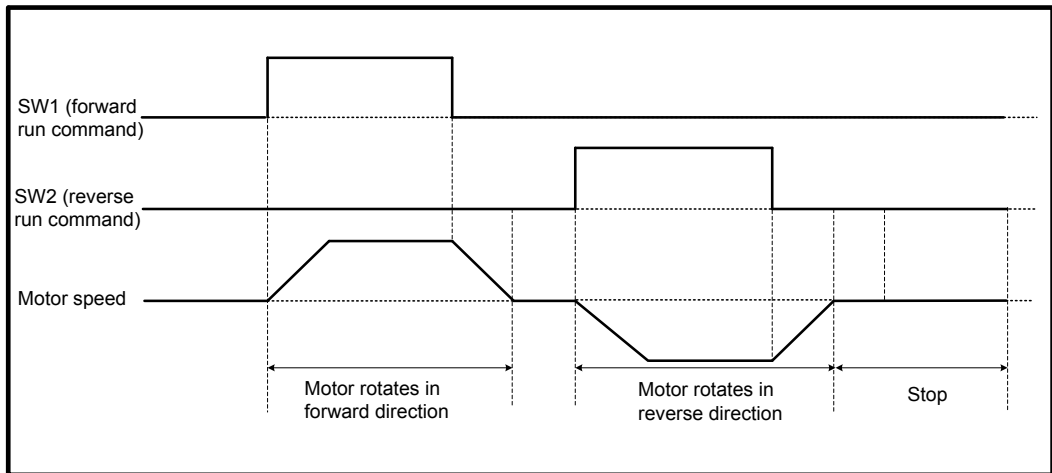 SW1 (forward
run command)
SW2 (reverse
run command)
Motor speed
Motor rotates in
forward direction
Motor rotates in
reverse direction
Stop